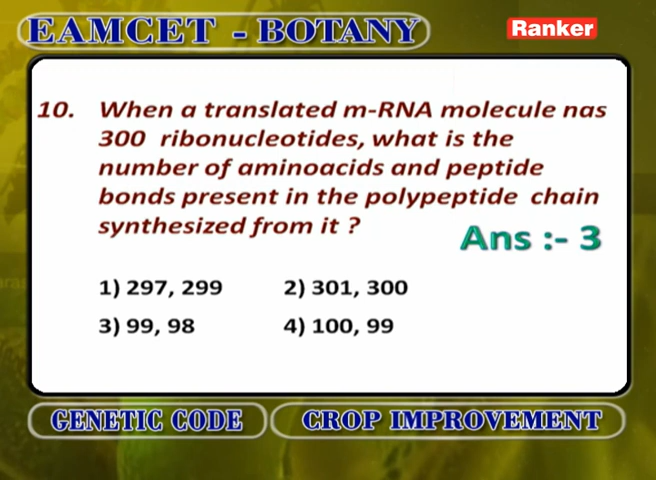 EAMCET - BOTANY
Ranker
10. When a translated m-RNA molecule nas
300 ribonucleotides, what is the
number of aminoacids and peptide
bonds present in the polypeptide chain
synthesized from it ?
Ans :- 3
1) 297, 299 2) 301, 300
3) 99, 98 4) 100, 99
GENETIC CODE CROP IMPROVEMENT